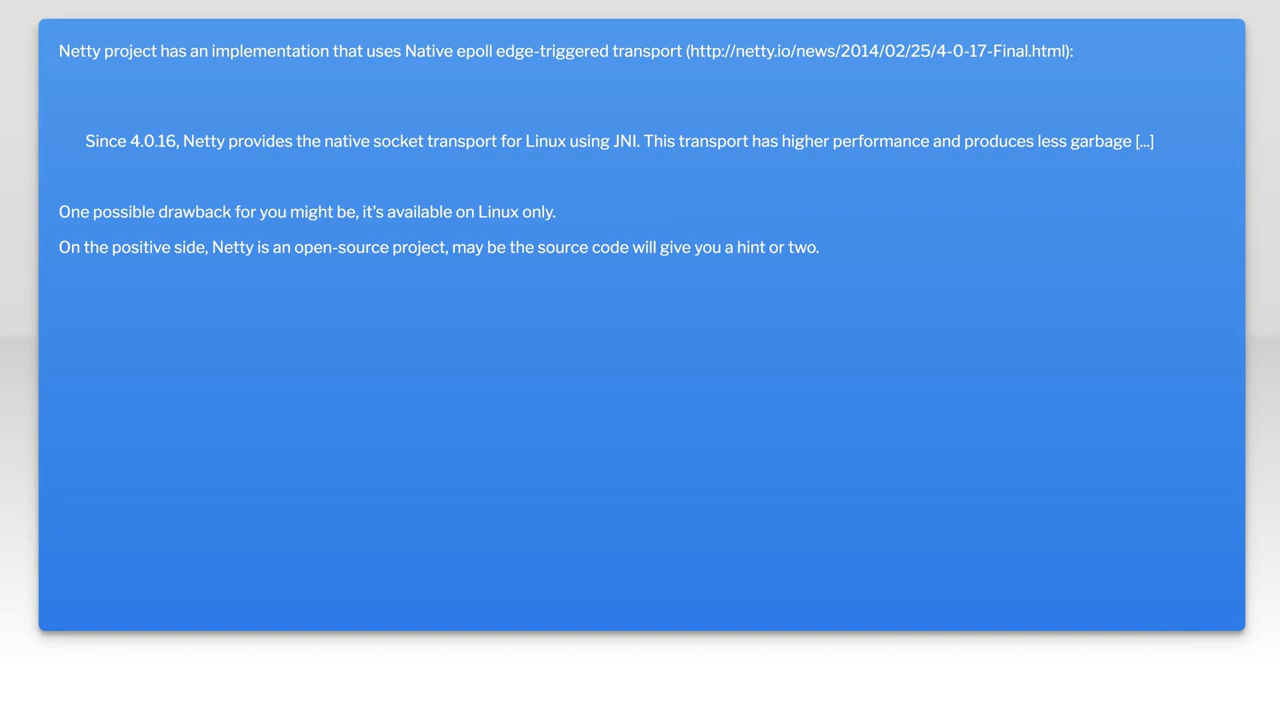 Netty project has an implementation that uses Native epoll edge-triggered transport (http://netty.io/news/2014/02/25/4-0-17-Final.html):
Since 4.0.16, Netty provides the native socket transport for Linux using JNI. This transport has higher performance and produces less garbage [...]
One possible drawback for you might be, it's available on Linux only.
On the positive side, Netty is an open-source project, may be the source code will give you a hint or two.